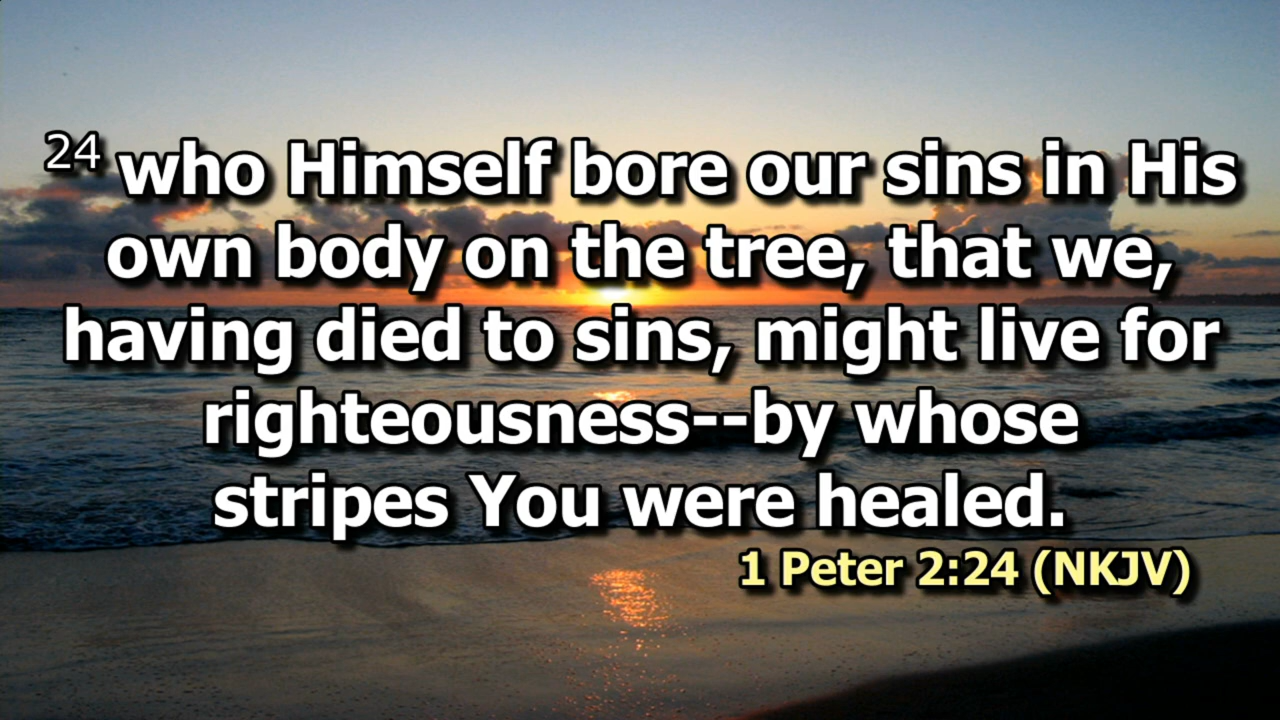 24 who Himself bore our sins in His
own body on the tree, that we,
having died to sins, might live for
righteousness--by whose
stripes You were healed.
1 Peter 2:24 (NKJV)